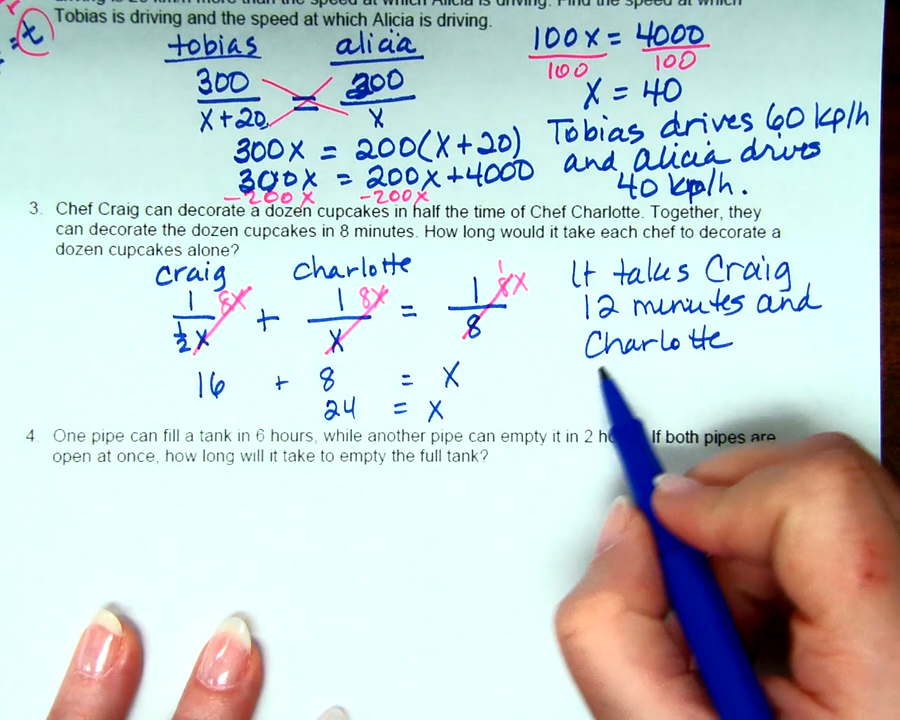 Tobias is driving and the speed at which Alicia is driving.
= t
tobias alicia
300 = 200
x + 20 x
300x = 200(x+20)
300x = 200x + 4000
-200x -200x
100x = 4000
100 100
x = 40
Tobias drives 60 kp/h
and alicia drives
40 kp/h.
3. Chef Craig can decorate a dozen cupcakes in half the time of Chef Charlotte. Together, they
can decorate the dozen cupcakes in 8 minutes. How long would it take each chef to decorate a
dozen cupcakes alone?
Craig Charlotte
1 8x + 1 8x = 1 8x 1
1/2 x x 8
16 + 8 = x
24 = x
It takes Craig
12 minutes and
Charlotte
4. One pipe can fill a tank in 6 hours, while another pipe can empty it in 2 If both pipes are
open at once, how long will it take to empty the full tank?